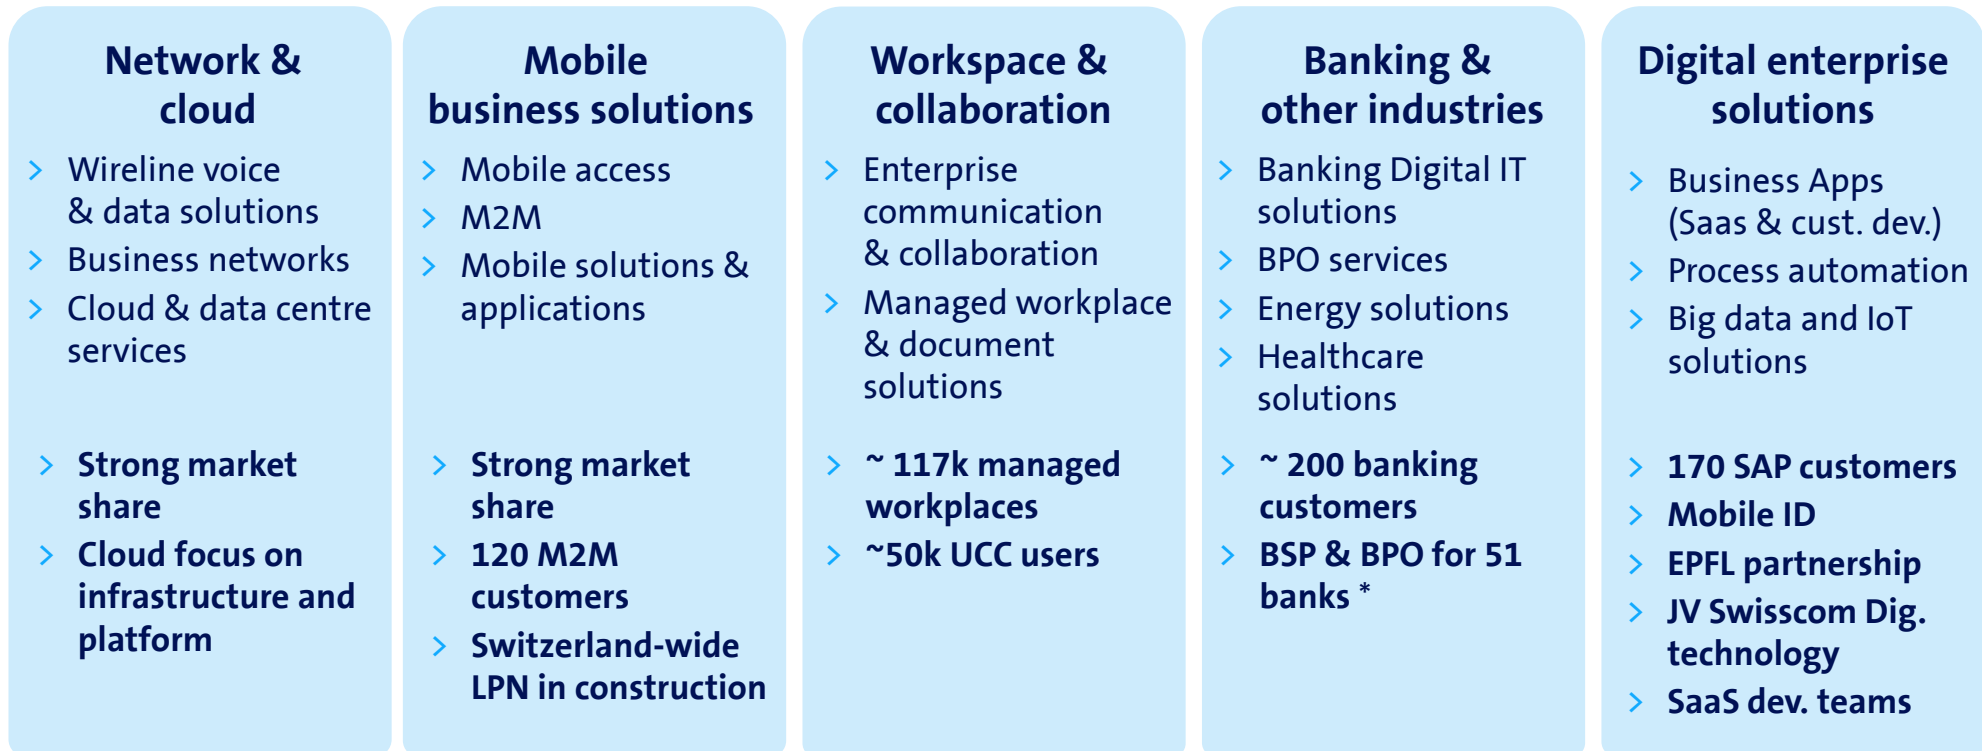 Network &
cloud
> Wireline voice
& data solutions
> Business networks
> Cloud & data centre
services
> Strong market
share
> Cloud focus on
infrastructure and
platform
Mobile
business solutions
> Mobile access
> M2M
> Mobile solutions &
applications
> Strong market
share
> 120 M2M
customers
> Switzerland-wide
LPN in construction
Workspace &
collaboration
> Enterprise
communication
& collaboration
> Managed workplace
& document
solutions
> ~ 117k managed
workplaces
> ~50k UCC users
Banking &
other industries
> Banking Digital IT
solutions
> BPO services
> Energy solutions
> Healthcare
solutions
> ~ 200 banking
customers
> BSP & BPO for 51
banks *
Digital enterprise
solutions
> Business Apps
(Saas & cust. dev.)
> Process automation
> Big data and IoT
solutions
> 170 SAP customers
> Mobile ID
> EPFL partnership
> JV Swisscom Dig.
technology
> SaaS dev. teams